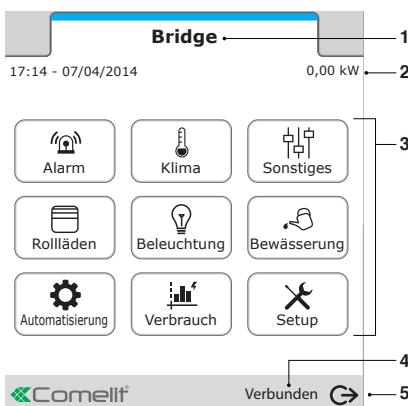 Bridge 1
17:14 - 07/04/2014 0,00 kW 2
3
Alarm Klima Sonstiges
Rollläden Beleuchtung Bewässerung
Automatisierung Verbrauch Setup
4
Comelit® Verbunden 5